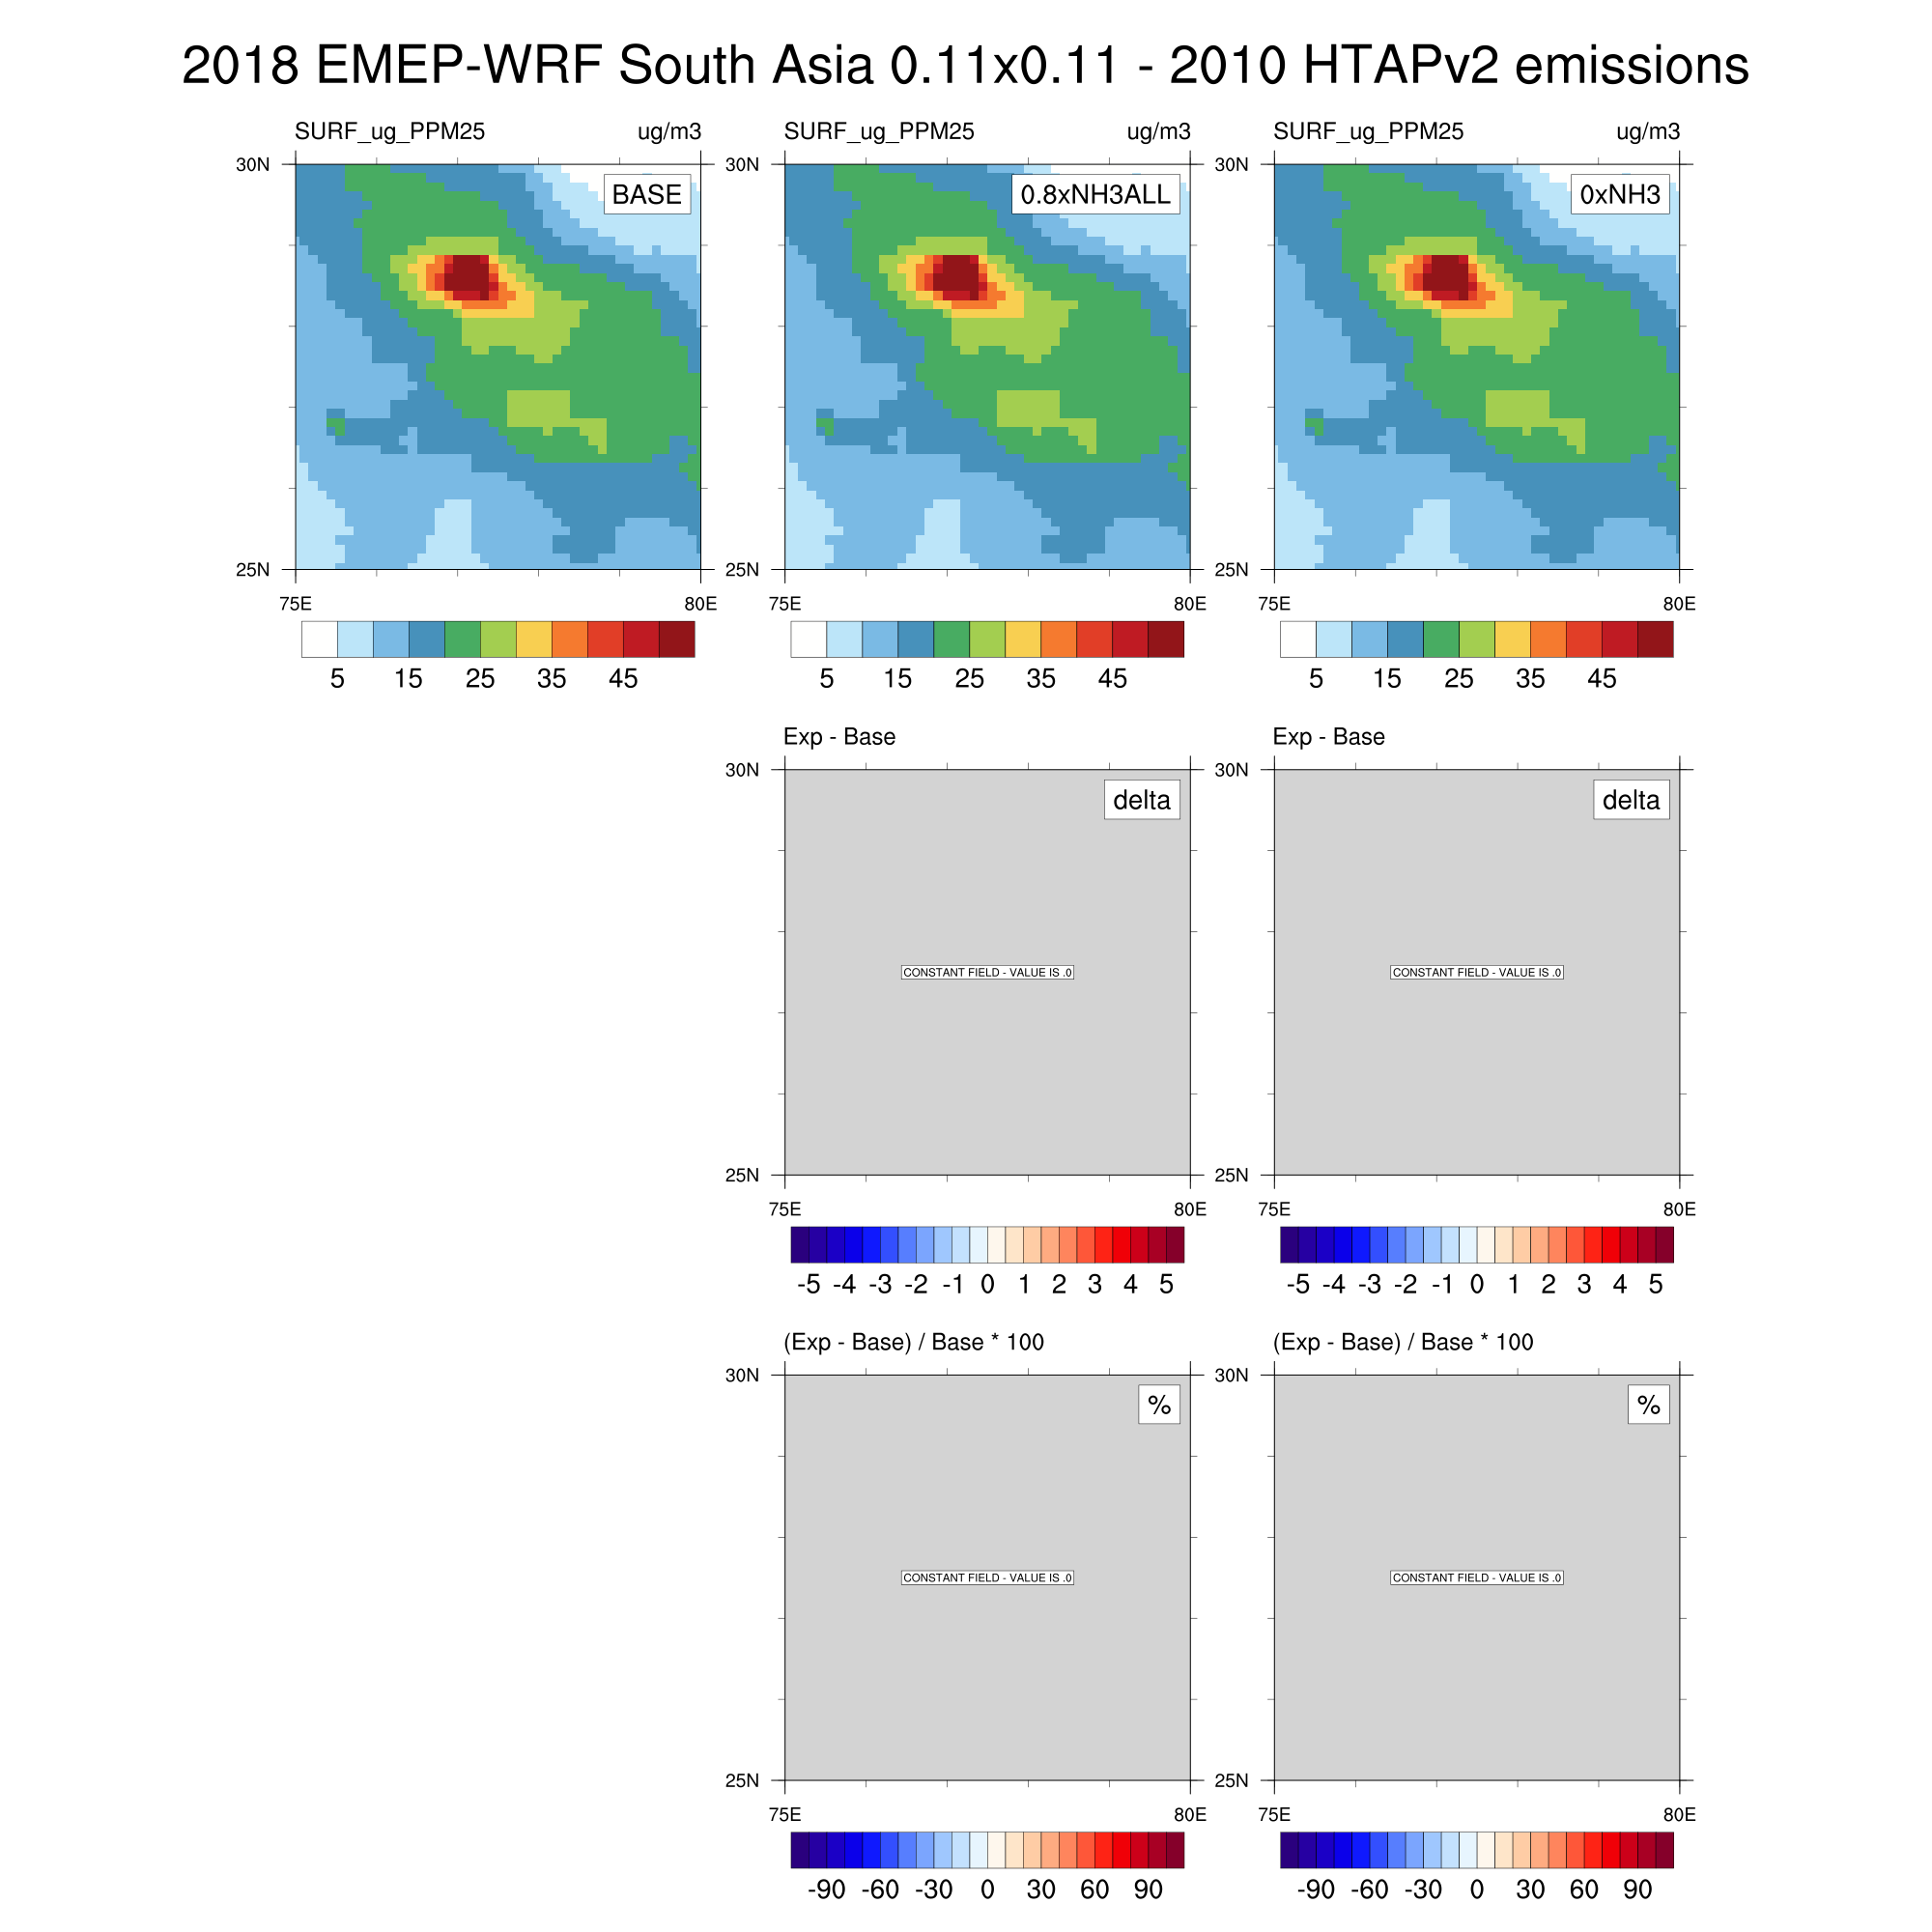 2018 EMEP-WRF South Asia 0.11x0.11 - 2010 HTAPv2 emissions
SURF_ug_PPM25 ug/m3 SURF_ug_PPM25 ug/m3 SURF_ug_PPM25 ug/m3
30N 30N 30N
BASE 0.8xNH3ALL 0xNH3
25N 25N 25N
75E 80E 75E 80E 75E 80E
5 15 25 35 45 5 15 25 35 45 5 15 25 35 45
Exp - Base Exp - Base
30N 30N
delta delta
CONSTANT FIELD - VALUE IS .0 CONSTANT FIELD - VALUE IS .0
25N 25N
75E 80E 75E 80E
-5 -4 -3 -2 -1 0 1 2 3 4 5 -5 -4 -3 -2 -1 0 1 2 3 4 5
(Exp - Base) / Base * 100 (Exp - Base) / Base * 100
30N 30N
% %
CONSTANT FIELD - VALUE IS .0 CONSTANT FIELD - VALUE IS .0
25N 25N
75E 80E 75E 80E
-90 -60 -30 0 30 60 90 -90 -60 -30 0 30 60 90